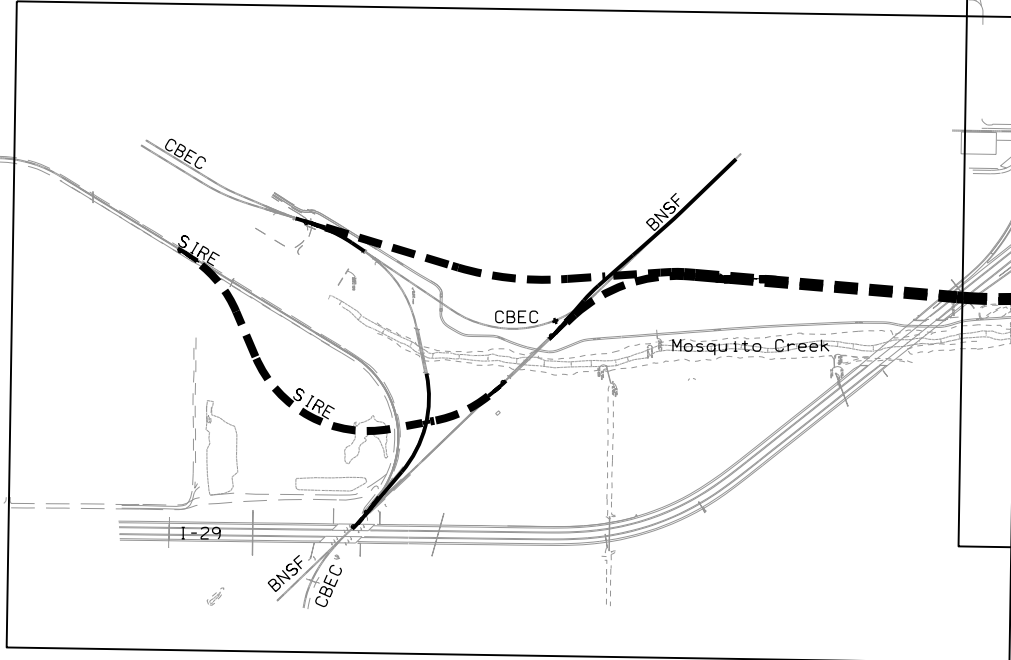 CBEC
BNSF
SIRE
CBEC
Mosquito Creek
SIRE
I-29
BNSF
CBEC